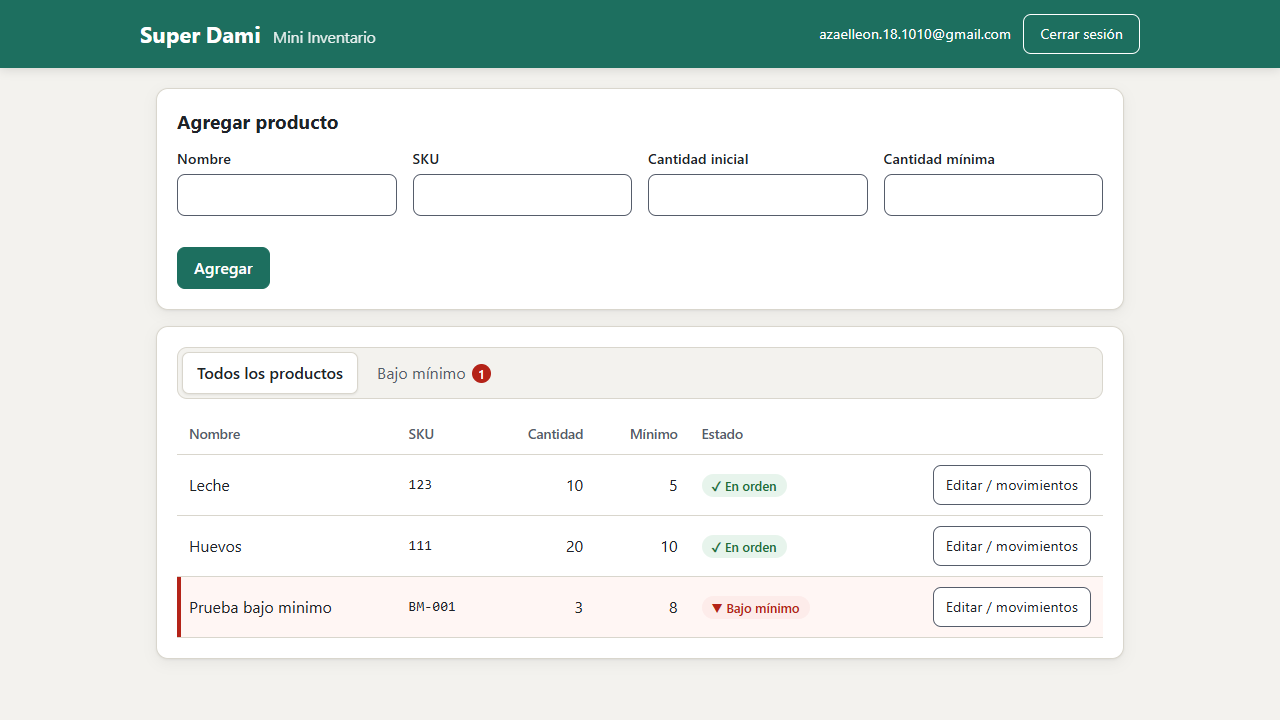 Super Dami Mini Inventario azaelleon.18.1010@gmail.com Cerrar sesión
Agregar producto
Nombre SKU Cantidad inicial Cantidad mínima
Agregar
Todos los productos Bajo mínimo 1
Nombre SKU Cantidad Mínimo Estado
Leche 123 10 5 ✓ En orden Editar / movimientos
Huevos 111 20 10 ✓ En orden Editar / movimientos
Prueba bajo minimo BM-001 3 8 ▼ Bajo mínimo Editar / movimientos